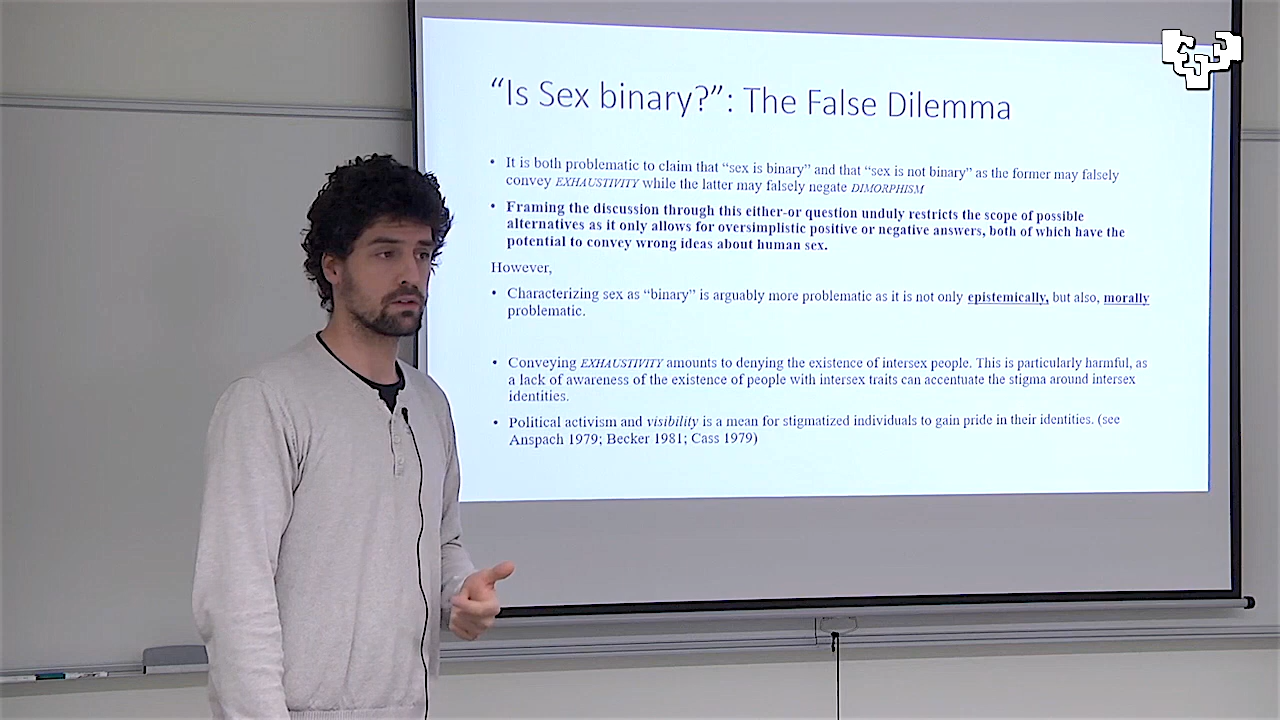 “Is Sex binary?”: The False Dilemma
• It is both problematic to claim that “sex is binary” and that “sex is not binary” as the former may falsely
convey EXHAUSTIVITY while the latter may falsely negate DIMORPHISM
• Framing the discussion through this either-or question unduly restricts the scope of possible
alternatives as it only allows for oversimplistic positive or negative answers, both of which have the
potential to convey wrong ideas about human sex.
However,
• Characterizing sex as “binary” is arguably more problematic as it is not only epistemically, but also, morally
problematic.
• Conveying EXHAUSTIVITY amounts to denying the existence of intersex people. This is particularly harmful, as
a lack of awareness of the existence of people with intersex traits can accentuate the stigma around intersex
identities.
• Political activism and visibility is a mean for stigmatized individuals to gain pride in their identities. (see
Anspach 1979; Becker 1981; Cass 1979)